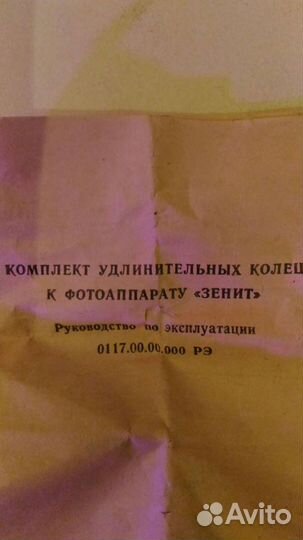 КОМПЛЕКТ УДЛИНИТЕЛЬНЫХ КОЛЕЦ
К ФОТОАППАРАТУ «ЗЕНИТ»
Руководство по эксплуатации
0117.00.00.000 РЭ
Avito